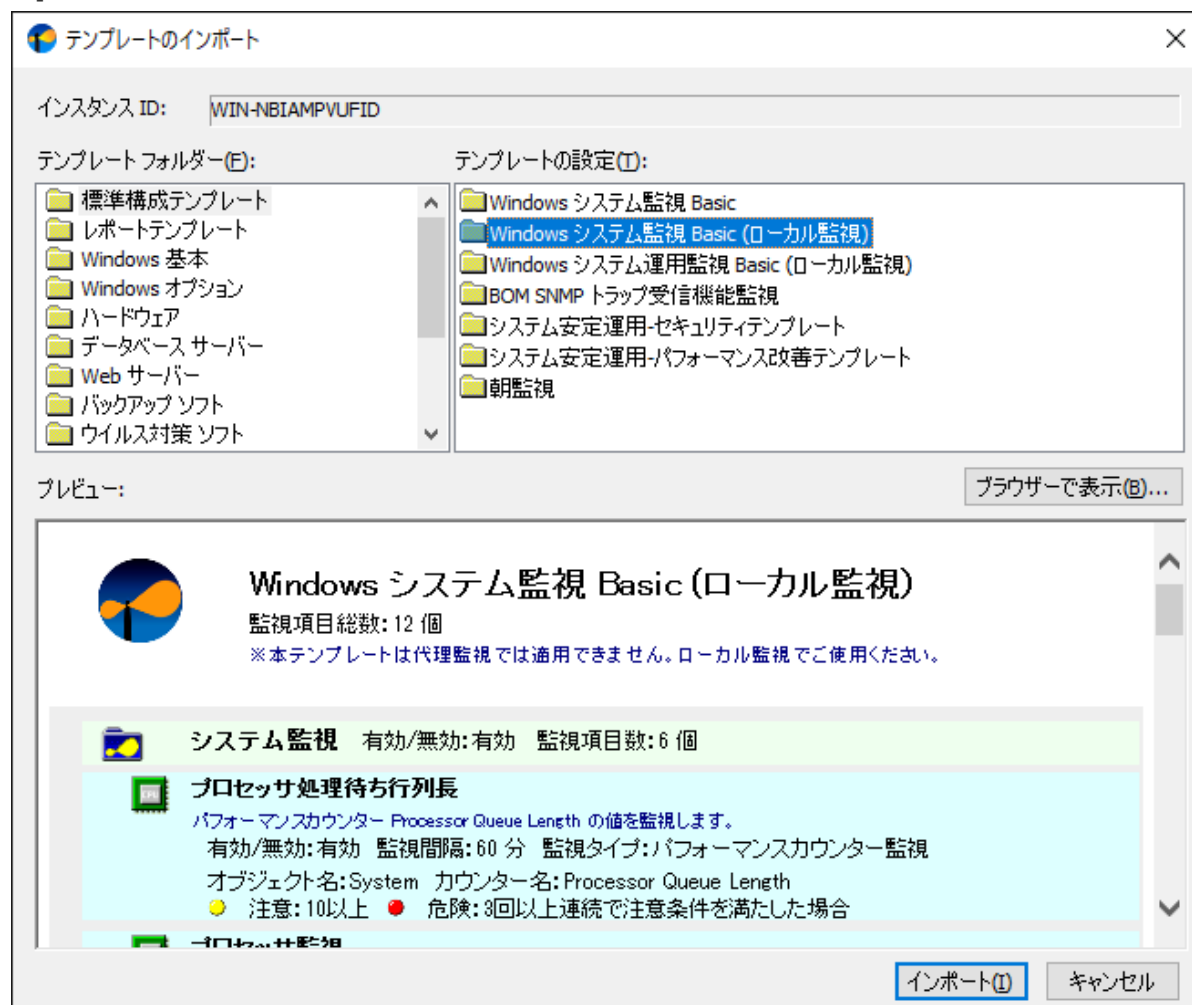 テンプレートのインポート
インスタンス ID: WIN-NBIAMPVUFID
テンプレート フォルダー(F): テンプレートの設定(T):
標準構成テンプレート
レポートテンプレート
Windows 基本
Windows オプション
ハードウェア
データベース サーバー
Web サーバー
バックアップ ソフト
ウイルス対策 ソフト
Windows システム監視 Basic
Windows システム監視 Basic (ローカル監視)
Windows システム運用監視 Basic (ローカル監視)
BOM SNMP トラップ受信機能監視
システム安定運用-セキュリティテンプレート
システム安定運用-パフォーマンス改善テンプレート
朝監視
プレビュー: ブラウザーで表示(B)...
Windows システム監視 Basic (ローカル監視)
監視項目総数: 12 個
※本テンプレートは代理監視では適用できません。ローカル監視でご使用ください。
システム監視 有効/無効:有効 監視項目数:6 個
プロセッサ処理待ち行列長
パフォーマンスカウンター Processor Queue Length の値を監視します。
有効/無効:有効 監視間隔:60 分 監視タイプ:パフォーマンスカウンター監視
オブジェクト名:System カウンター名:Processor Queue Length
注意:10以上 危険:3回以上連続で注意条件を満たした場合
プロセッサ監視
インポート(I) キャンセル